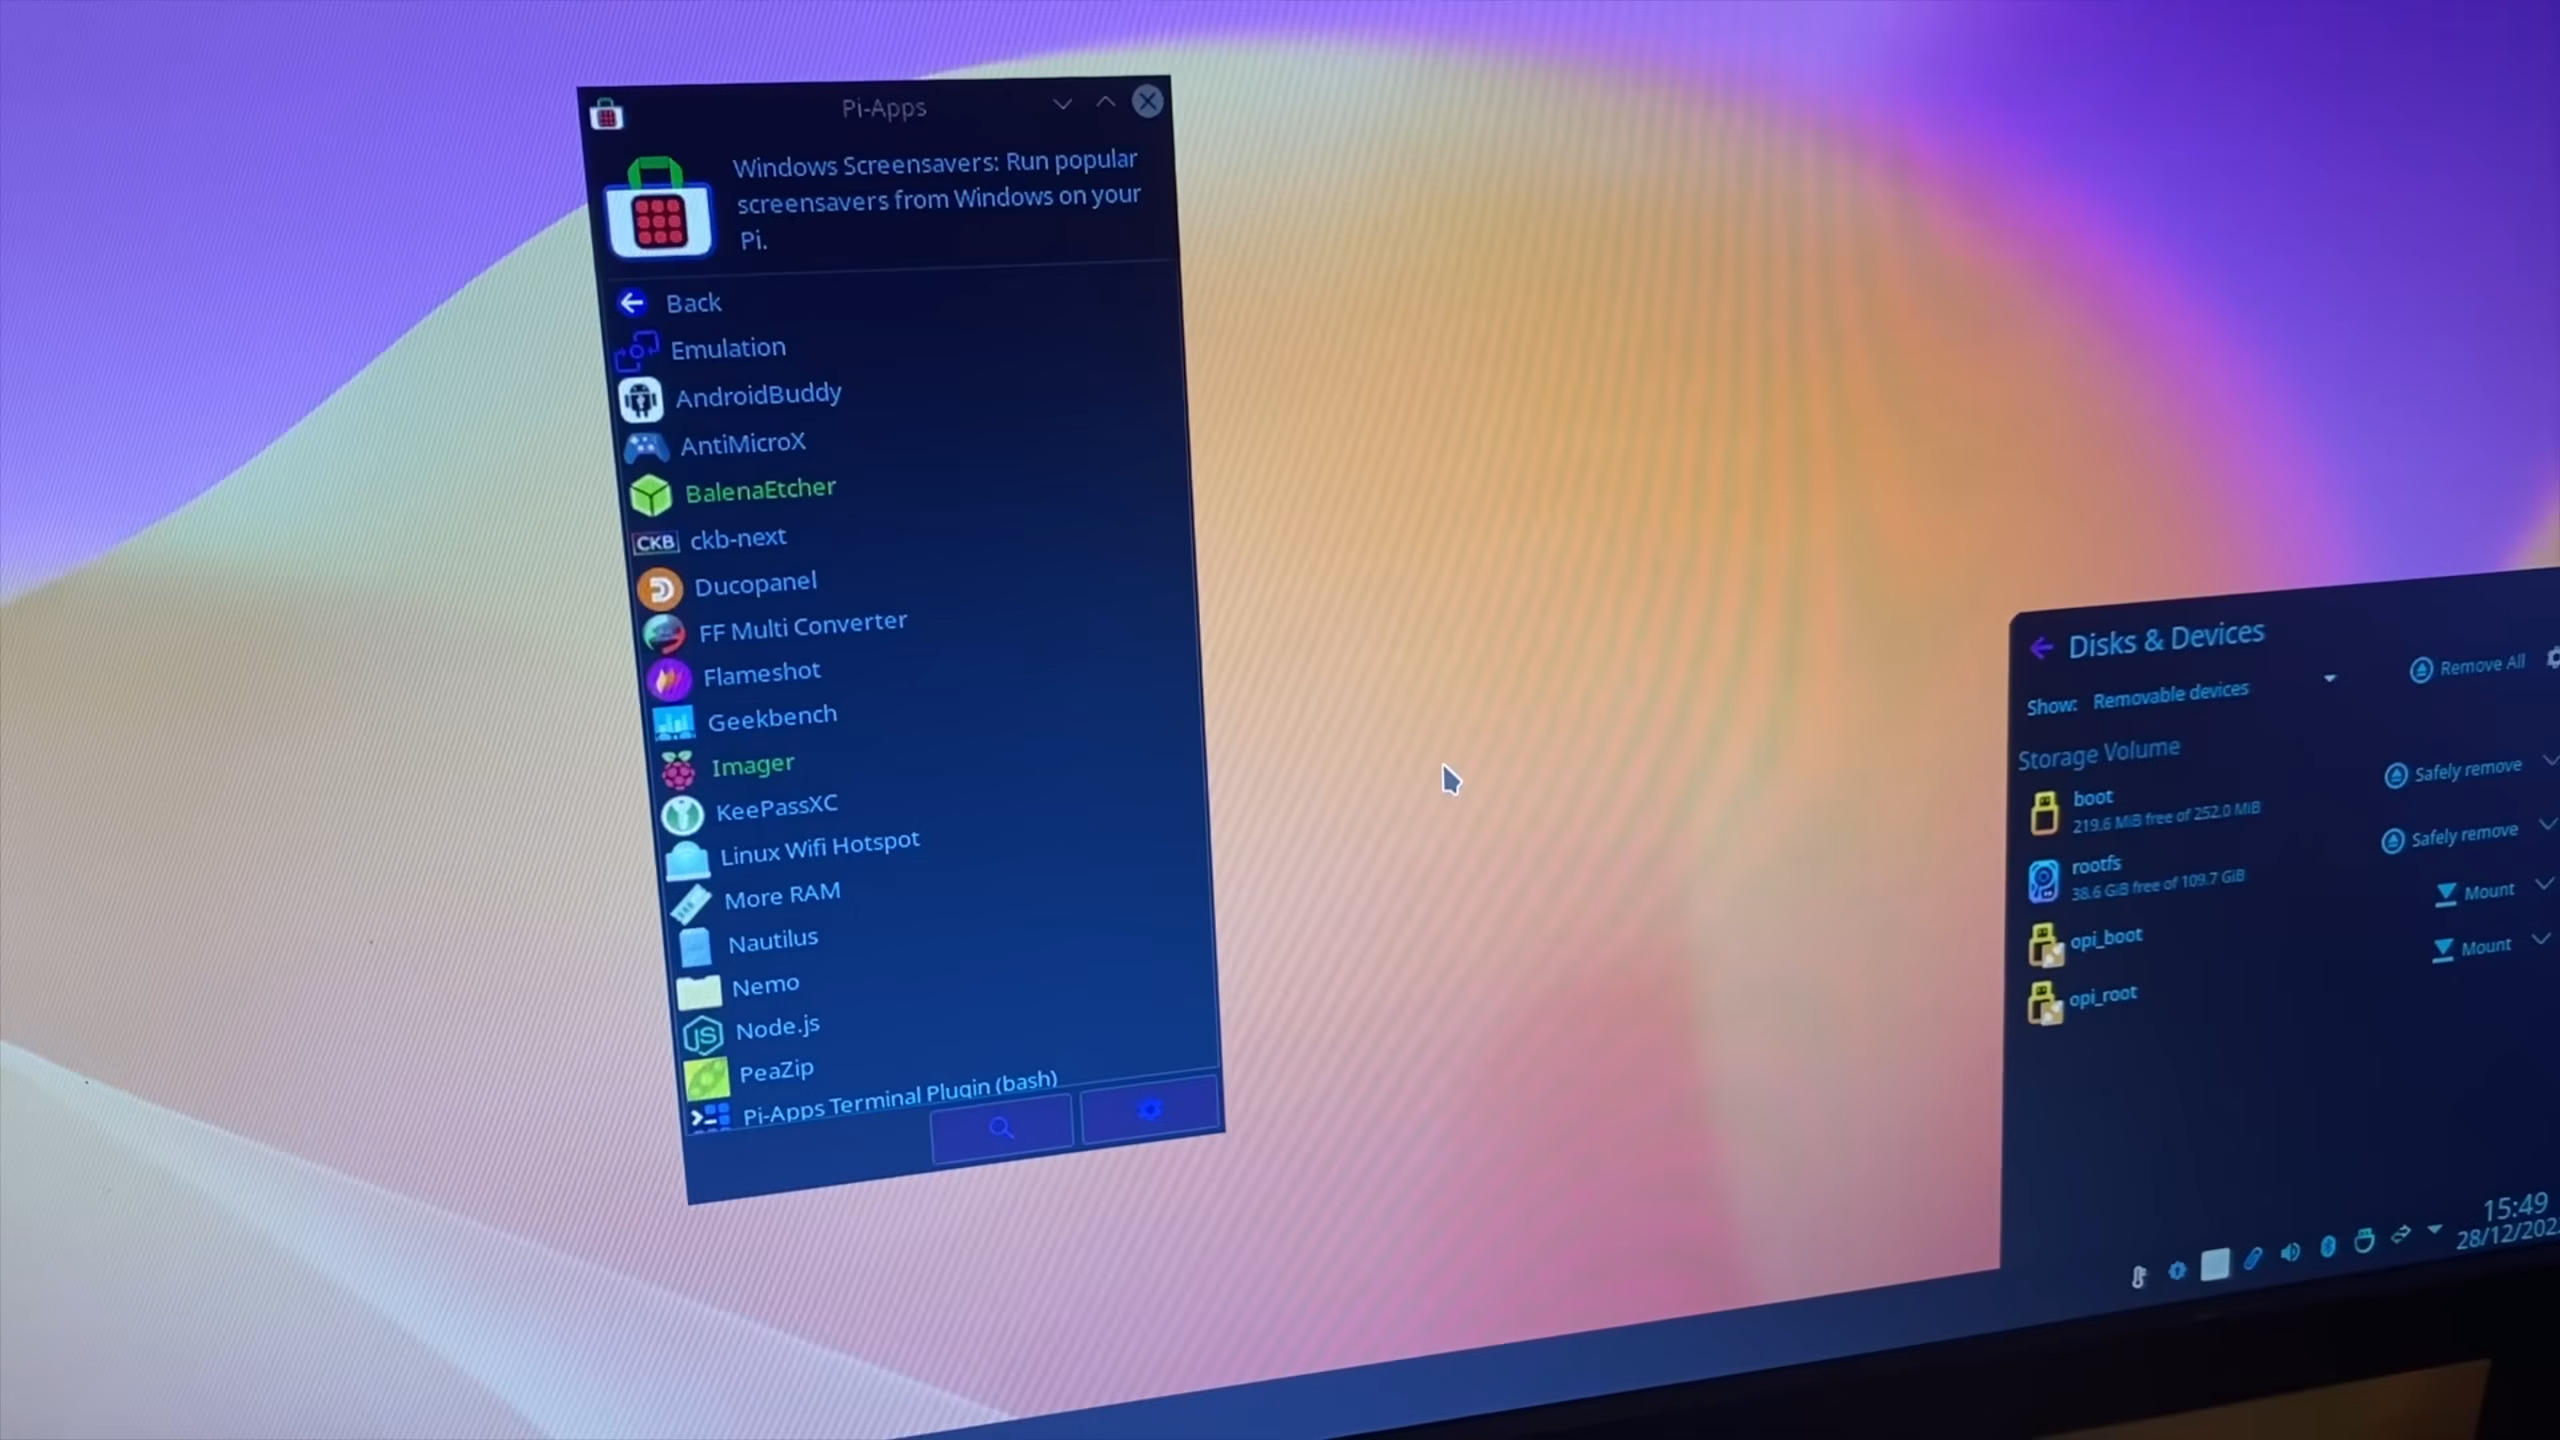 Pi-Apps
Windows Screensavers: Run popular
screensavers from Windows on your
Pi.
Back
Emulation
AndroidBuddy
AntiMicroX
BalenaEtcher
CKB ckb-next
Ducopanel
FF Multi Converter
Flameshot
Geekbench
Imager
KeePassXC
Linux Wifi Hotspot
More RAM
Nautilus
Nemo
JS Node.js
PeaZip
Pi-Apps Terminal Plugin (bash)
Disks & Devices
Remove All
Show: Removable devices
Storage Volume
boot
219.6 MiB free of 252.0 MiB
Safely remove
rootfs
38.6 GiB free of 109.7 GiB
Safely remove
opi_boot
Mount
opi_root
Mount
15:49
28/12/202